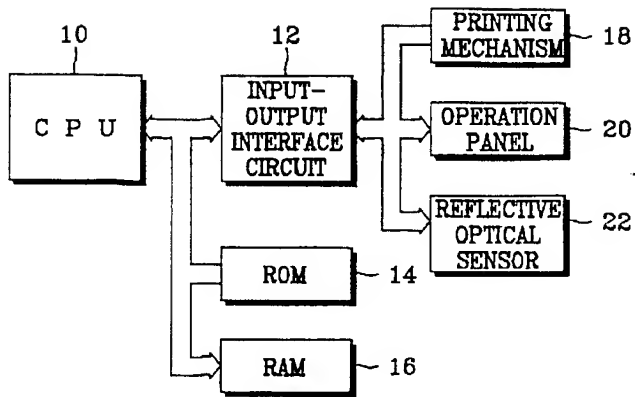 10
CPU
12
INPUT-
OUTPUT
INTERFACE
CIRCUIT
PRINTING
MECHANISM
18
OPERATION
PANEL
20
REFLECTIVE
OPTICAL
SENSOR
22
ROM
14
RAM
16